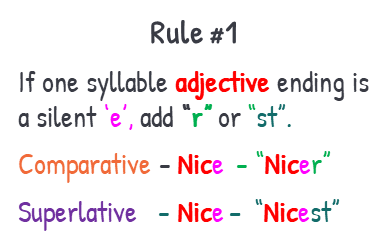 Rule #1
If one syllable adjective ending is
a silent ‘e’, add “r” or “st”.
Comparative – Nice – “Nicer”
Superlative – Nice – “Nicest”